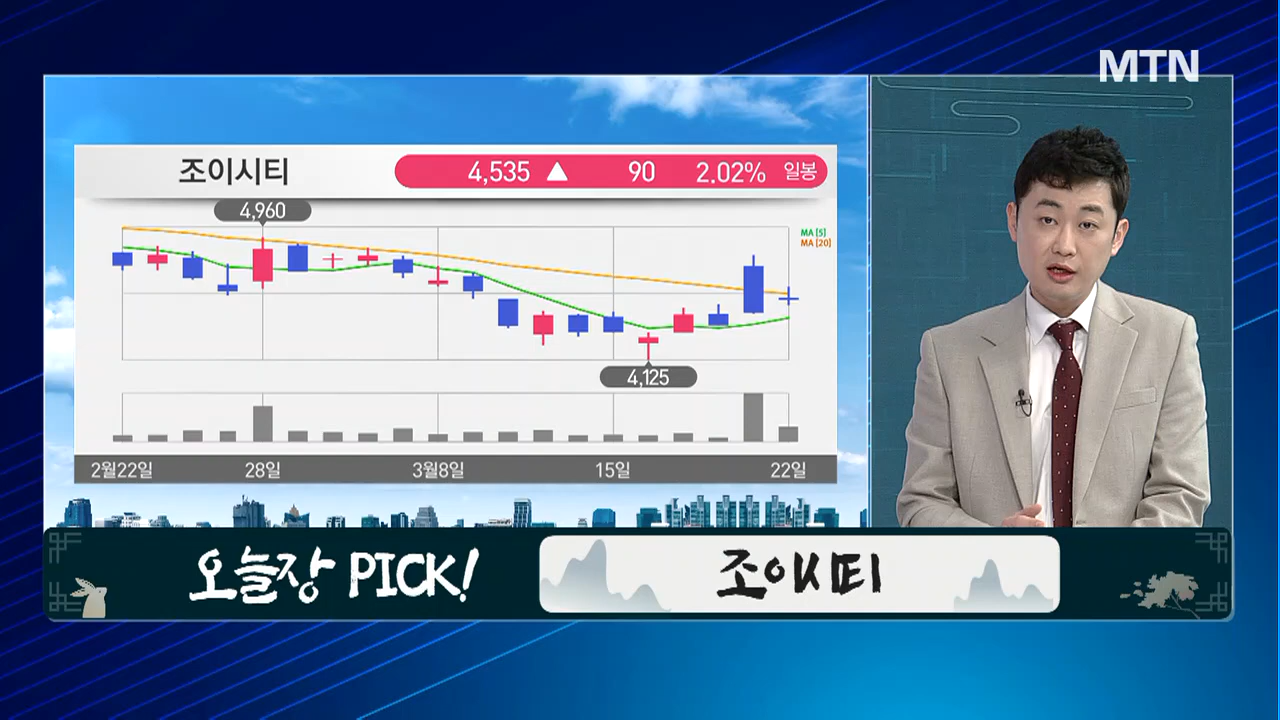 MTN
조이시티 4,535 ▲ 90 2.02% 일봉
4,960
MA [5]
MA [20]
4,125
2월22일 28일 3월8일 15일 22일
오늘장 PICK! 조이시티